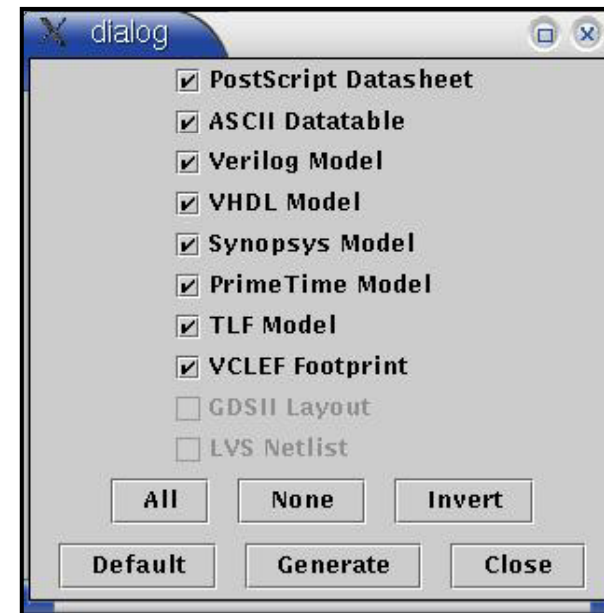 dialog
PostScript Datasheet
ASCII Datatable
Verilog Model
VHDL Model
Synopsys Model
PrimeTime Model
TLF Model
VCLEF Footprint
GDSII Layout
LVS Netlist
All None Invert
Default Generate Close